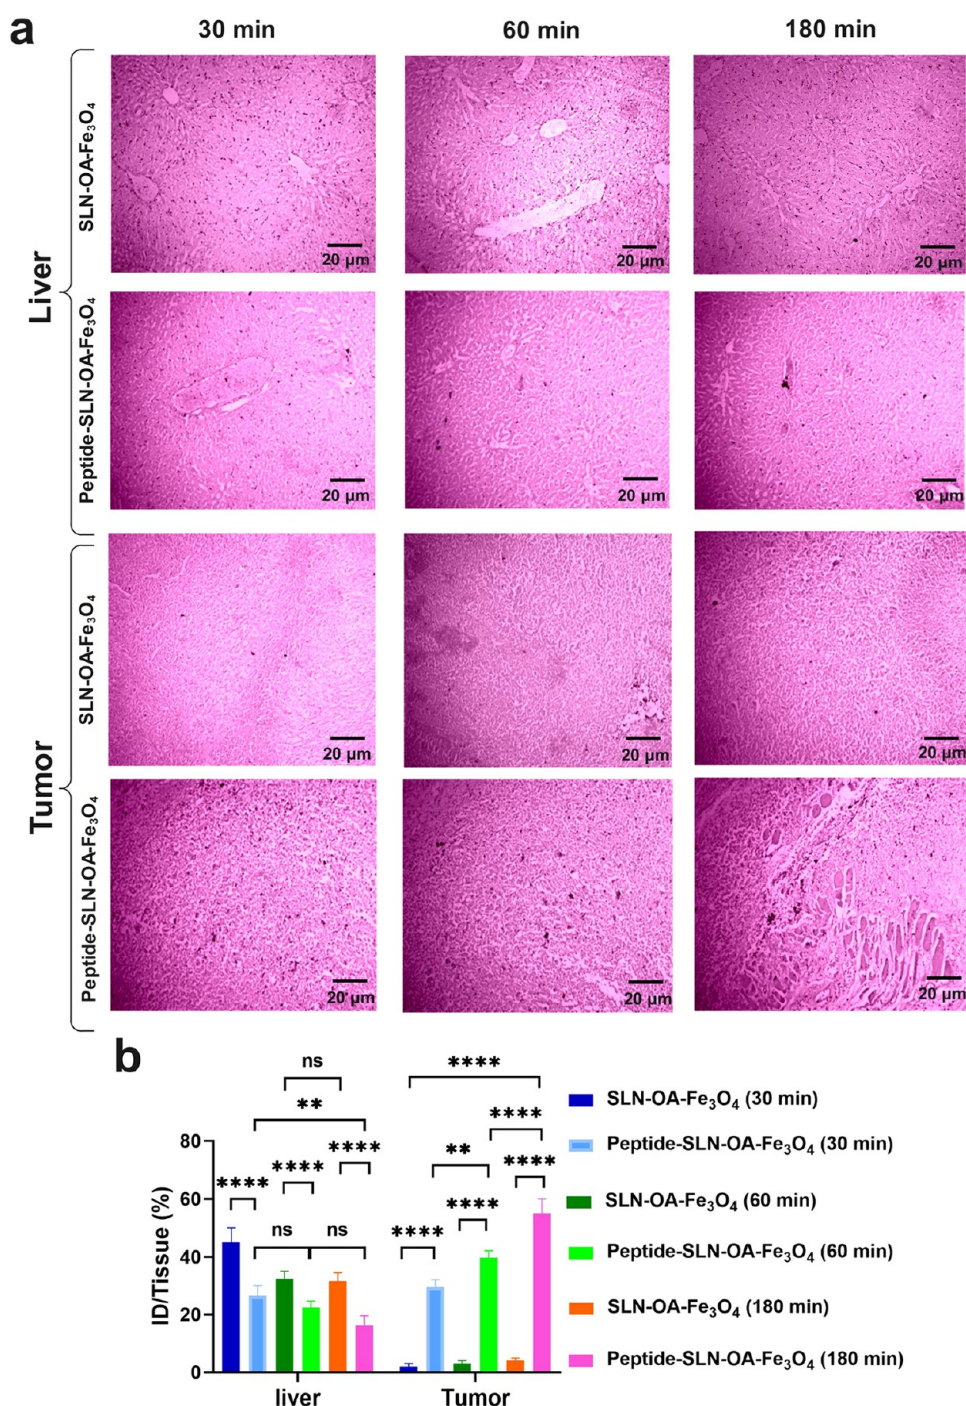 a
30 min 60 min 180 min
Liver
SLN-OA-Fe₃O₄
20 µm 20 µm 20 µm
Peptide-SLN-OA-Fe₃O₄
20 µm 20 µm 20 µm
Tumor
SLN-OA-Fe₃O₄
20 µm 20 µm 20 µm
Peptide-SLN-OA-Fe₃O₄
20 µm 20 µm 20 µm
b
ns ****
** ****
**** **
**** **** ****
**** ****
ns ns ****
ID/Tissue (%)
80
60
40
20
0
liver Tumor
SLN-OA-Fe₃O₄ (30 min)
Peptide-SLN-OA-Fe₃O₄ (30 min)
SLN-OA-Fe₃O₄ (60 min)
Peptide-SLN-OA-Fe₃O₄ (60 min)
SLN-OA-Fe₃O₄ (180 min)
Peptide-SLN-OA-Fe₃O₄ (180 min)